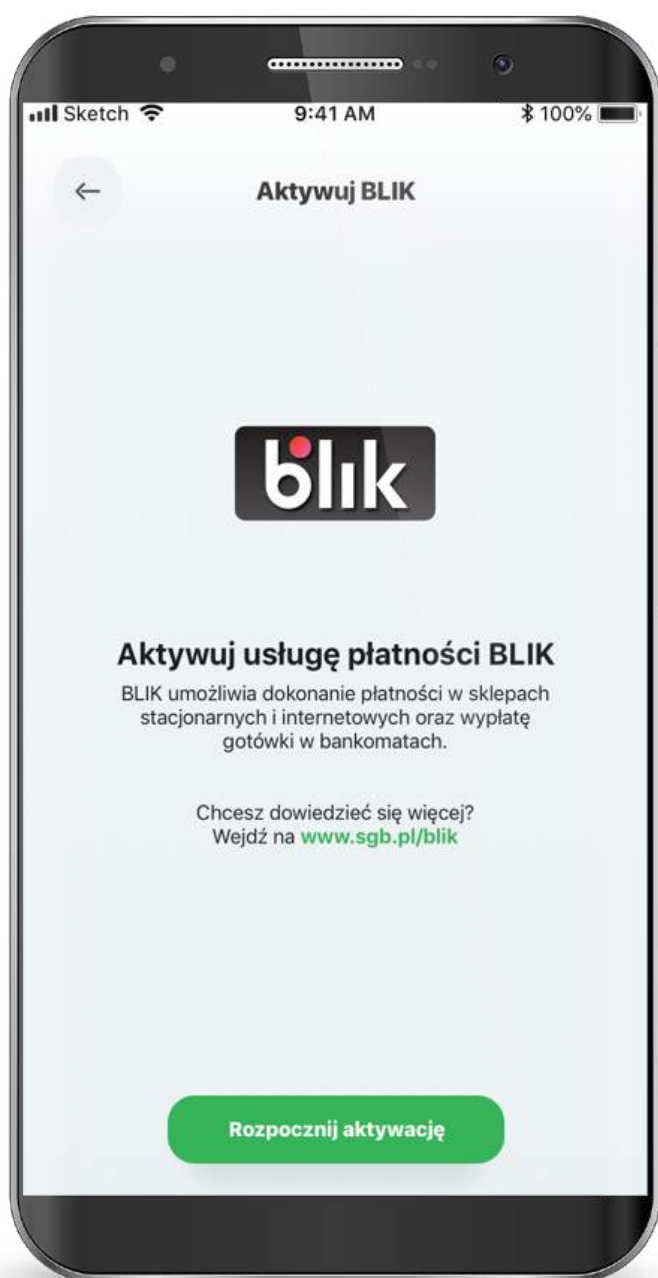 Sketch
9:41 AM
100%
Aktywuj BLIK
blik
Aktywuj usługę płatności BLIK
BLIK umożliwia dokonanie płatności w sklepach
stacjonarnych i internetowych oraz wypłatę
gotówki w bankomatach.
Chcesz dowiedzieć się więcej?
Wejdź na www.sgb.pl/blik
Rozpocznij aktywację